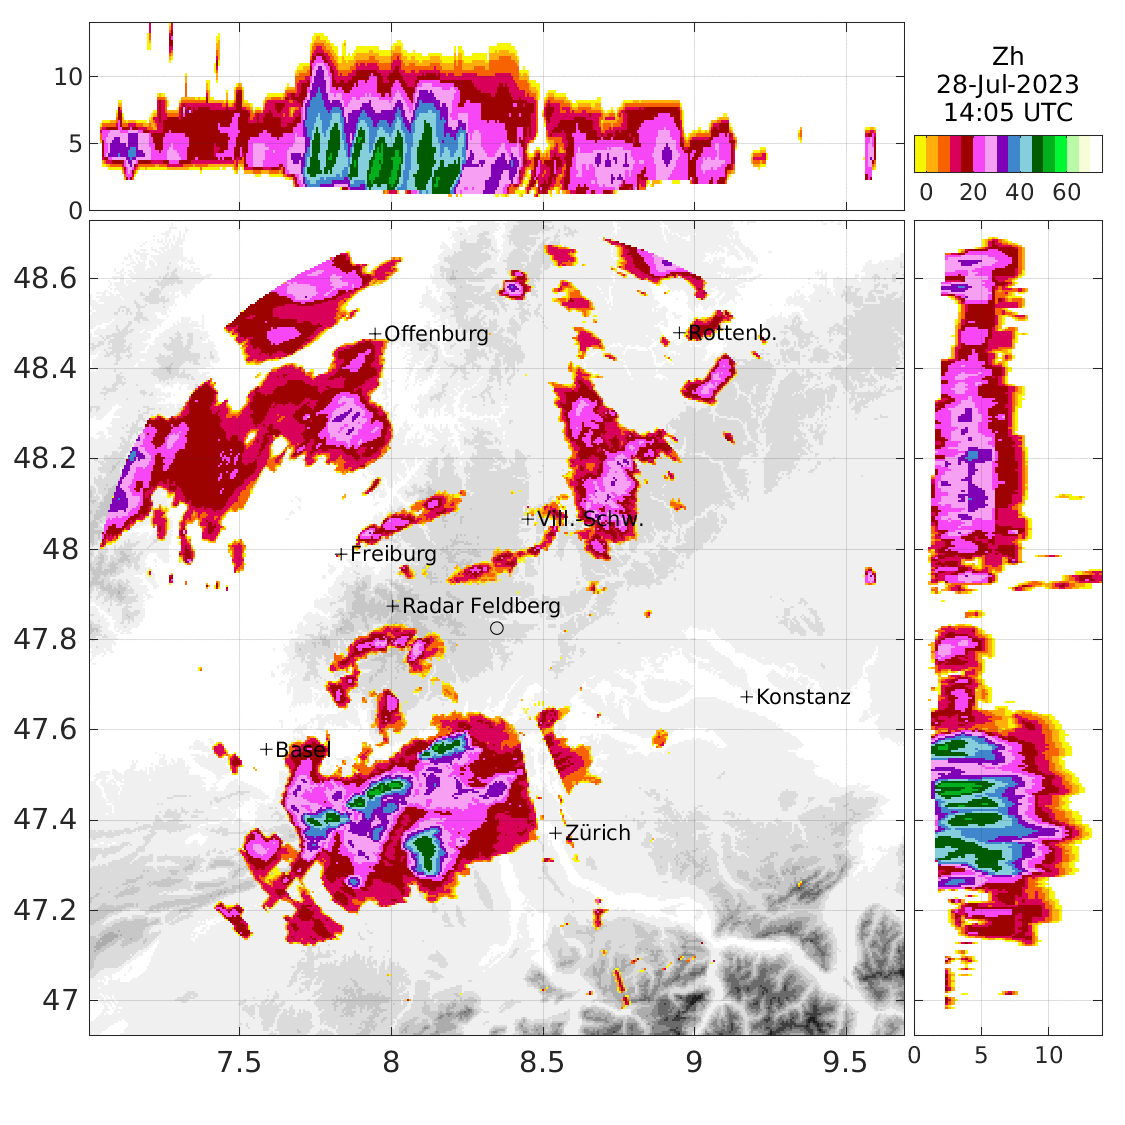 10
5
0
Zh
28-Jul-2023
14:05 UTC
0 20 40 60
48.6
48.4
48.2
48
47.8
47.6
47.4
47.2
47
Offenburg
Rottenb.
Vill.-Schw.
Freiburg
Radar Feldberg
Konstanz
Basel
Zürich
7.5 8 8.5 9 9.5
0 5 10